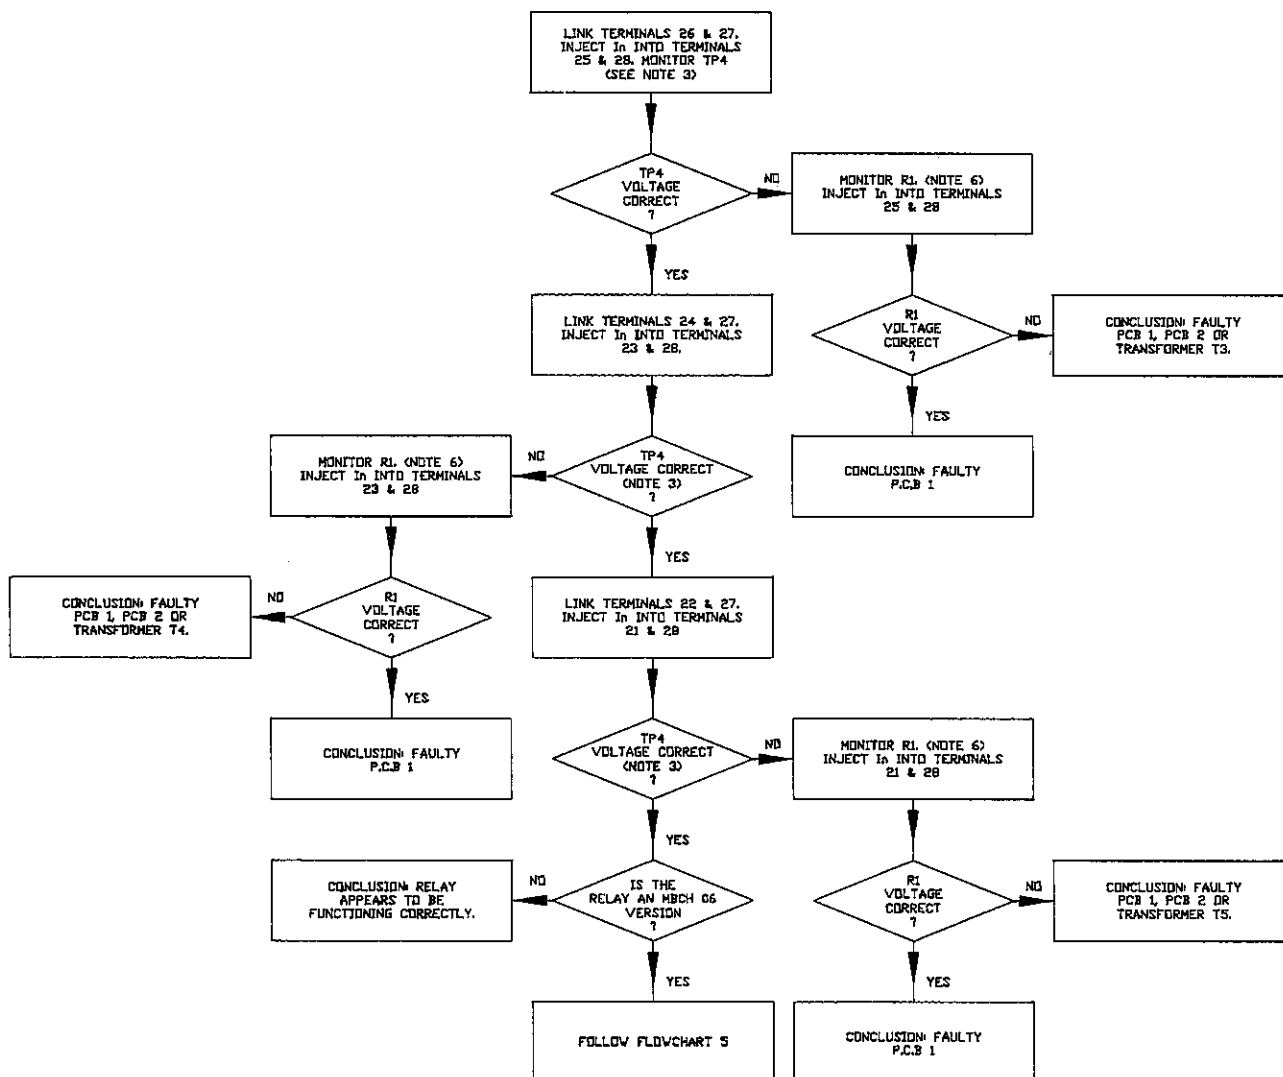 LINK TERMINALS 26 & 27.
INJECT In INTO TERMINALS
25 & 28. MONITOR TP4
(SEE NOTE 3)
TP4
VOLTAGE
CORRECT
?
NO
MONITOR R1. (NOTE 6)
INJECT In INTO TERMINALS
25 & 28
YES
LINK TERMINALS 24 & 27.
INJECT In INTO TERMINALS
23 & 28.
R1
VOLTAGE
CORRECT
?
NO
CONCLUSION: FAULTY
PCB 1, PCB 2 OR
TRANSFORMER T3.
YES
CONCLUSION: FAULTY
P.C.B 1
TP4
VOLTAGE CORRECT
(NOTE 3)
?
NO
MONITOR R1. (NOTE 6)
INJECT In INTO TERMINALS
23 & 28
YES
R1
VOLTAGE
CORRECT
?
NO
CONCLUSION: FAULTY
PCB 1, PCB 2 OR
TRANSFORMER T4.
YES
CONCLUSION: FAULTY
P.C.B 1
LINK TERMINALS 22 & 27.
INJECT In INTO TERMINALS
21 & 28
TP4
VOLTAGE CORRECT
(NOTE 3)
?
NO
MONITOR R1. (NOTE 6)
INJECT In INTO TERMINALS
21 & 28
YES
IS THE
RELAY AN MBCH 06
VERSION
?
NO
CONCLUSION: RELAY
APPEARS TO BE
FUNCTIONING CORRECTLY.
R1
VOLTAGE
CORRECT
?
NO
CONCLUSION: FAULTY
PCB 1, PCB 2 OR
TRANSFORMER T5.
YES
FOLLOW FLOWCHART 5
YES
CONCLUSION: FAULTY
P.C.B 1